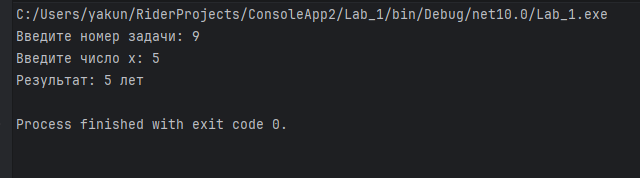 C:/Users/yakun/RiderProjects/ConsoleApp2/Lab_1/bin/Debug/net10.0/Lab_1.exe
Введите номер задачи: 9
Введите число x: 5
Результат: 5 лет
Process finished with exit code 0.